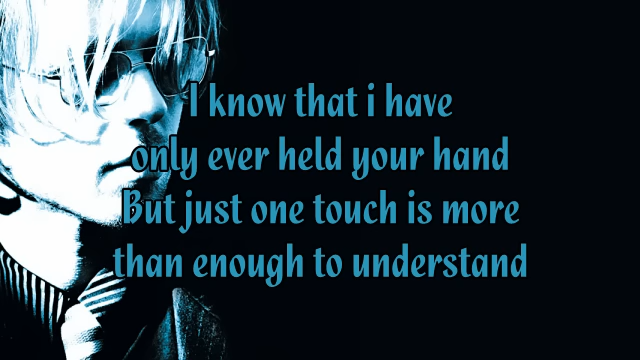 I know that i have
only ever held your hand
But just one touch is more
than enough to understand